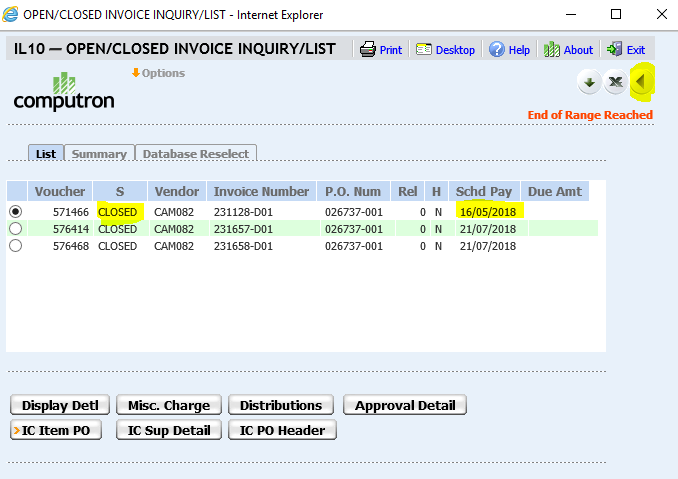 OPEN/CLOSED INVOICE INQUIRY/LIST - Internet Explorer
IL10 — OPEN/CLOSED INVOICE INQUIRY/LIST Print Desktop Help About Exit
Options
computron
End of Range Reached
List Summary Database Reselect
Voucher S Vendor Invoice Number P.O. Num Rel H Schd Pay Due Amt
571466 CLOSED CAM082 231128-D01 026737-001 0 N 16/05/2018
576414 CLOSED CAM082 231657-D01 026737-001 0 N 21/07/2018
576468 CLOSED CAM082 231658-D01 026737-001 0 N 21/07/2018
Display Detl Misc. Charge Distributions Approval Detail
IC Item PO IC Sup Detail IC PO Header